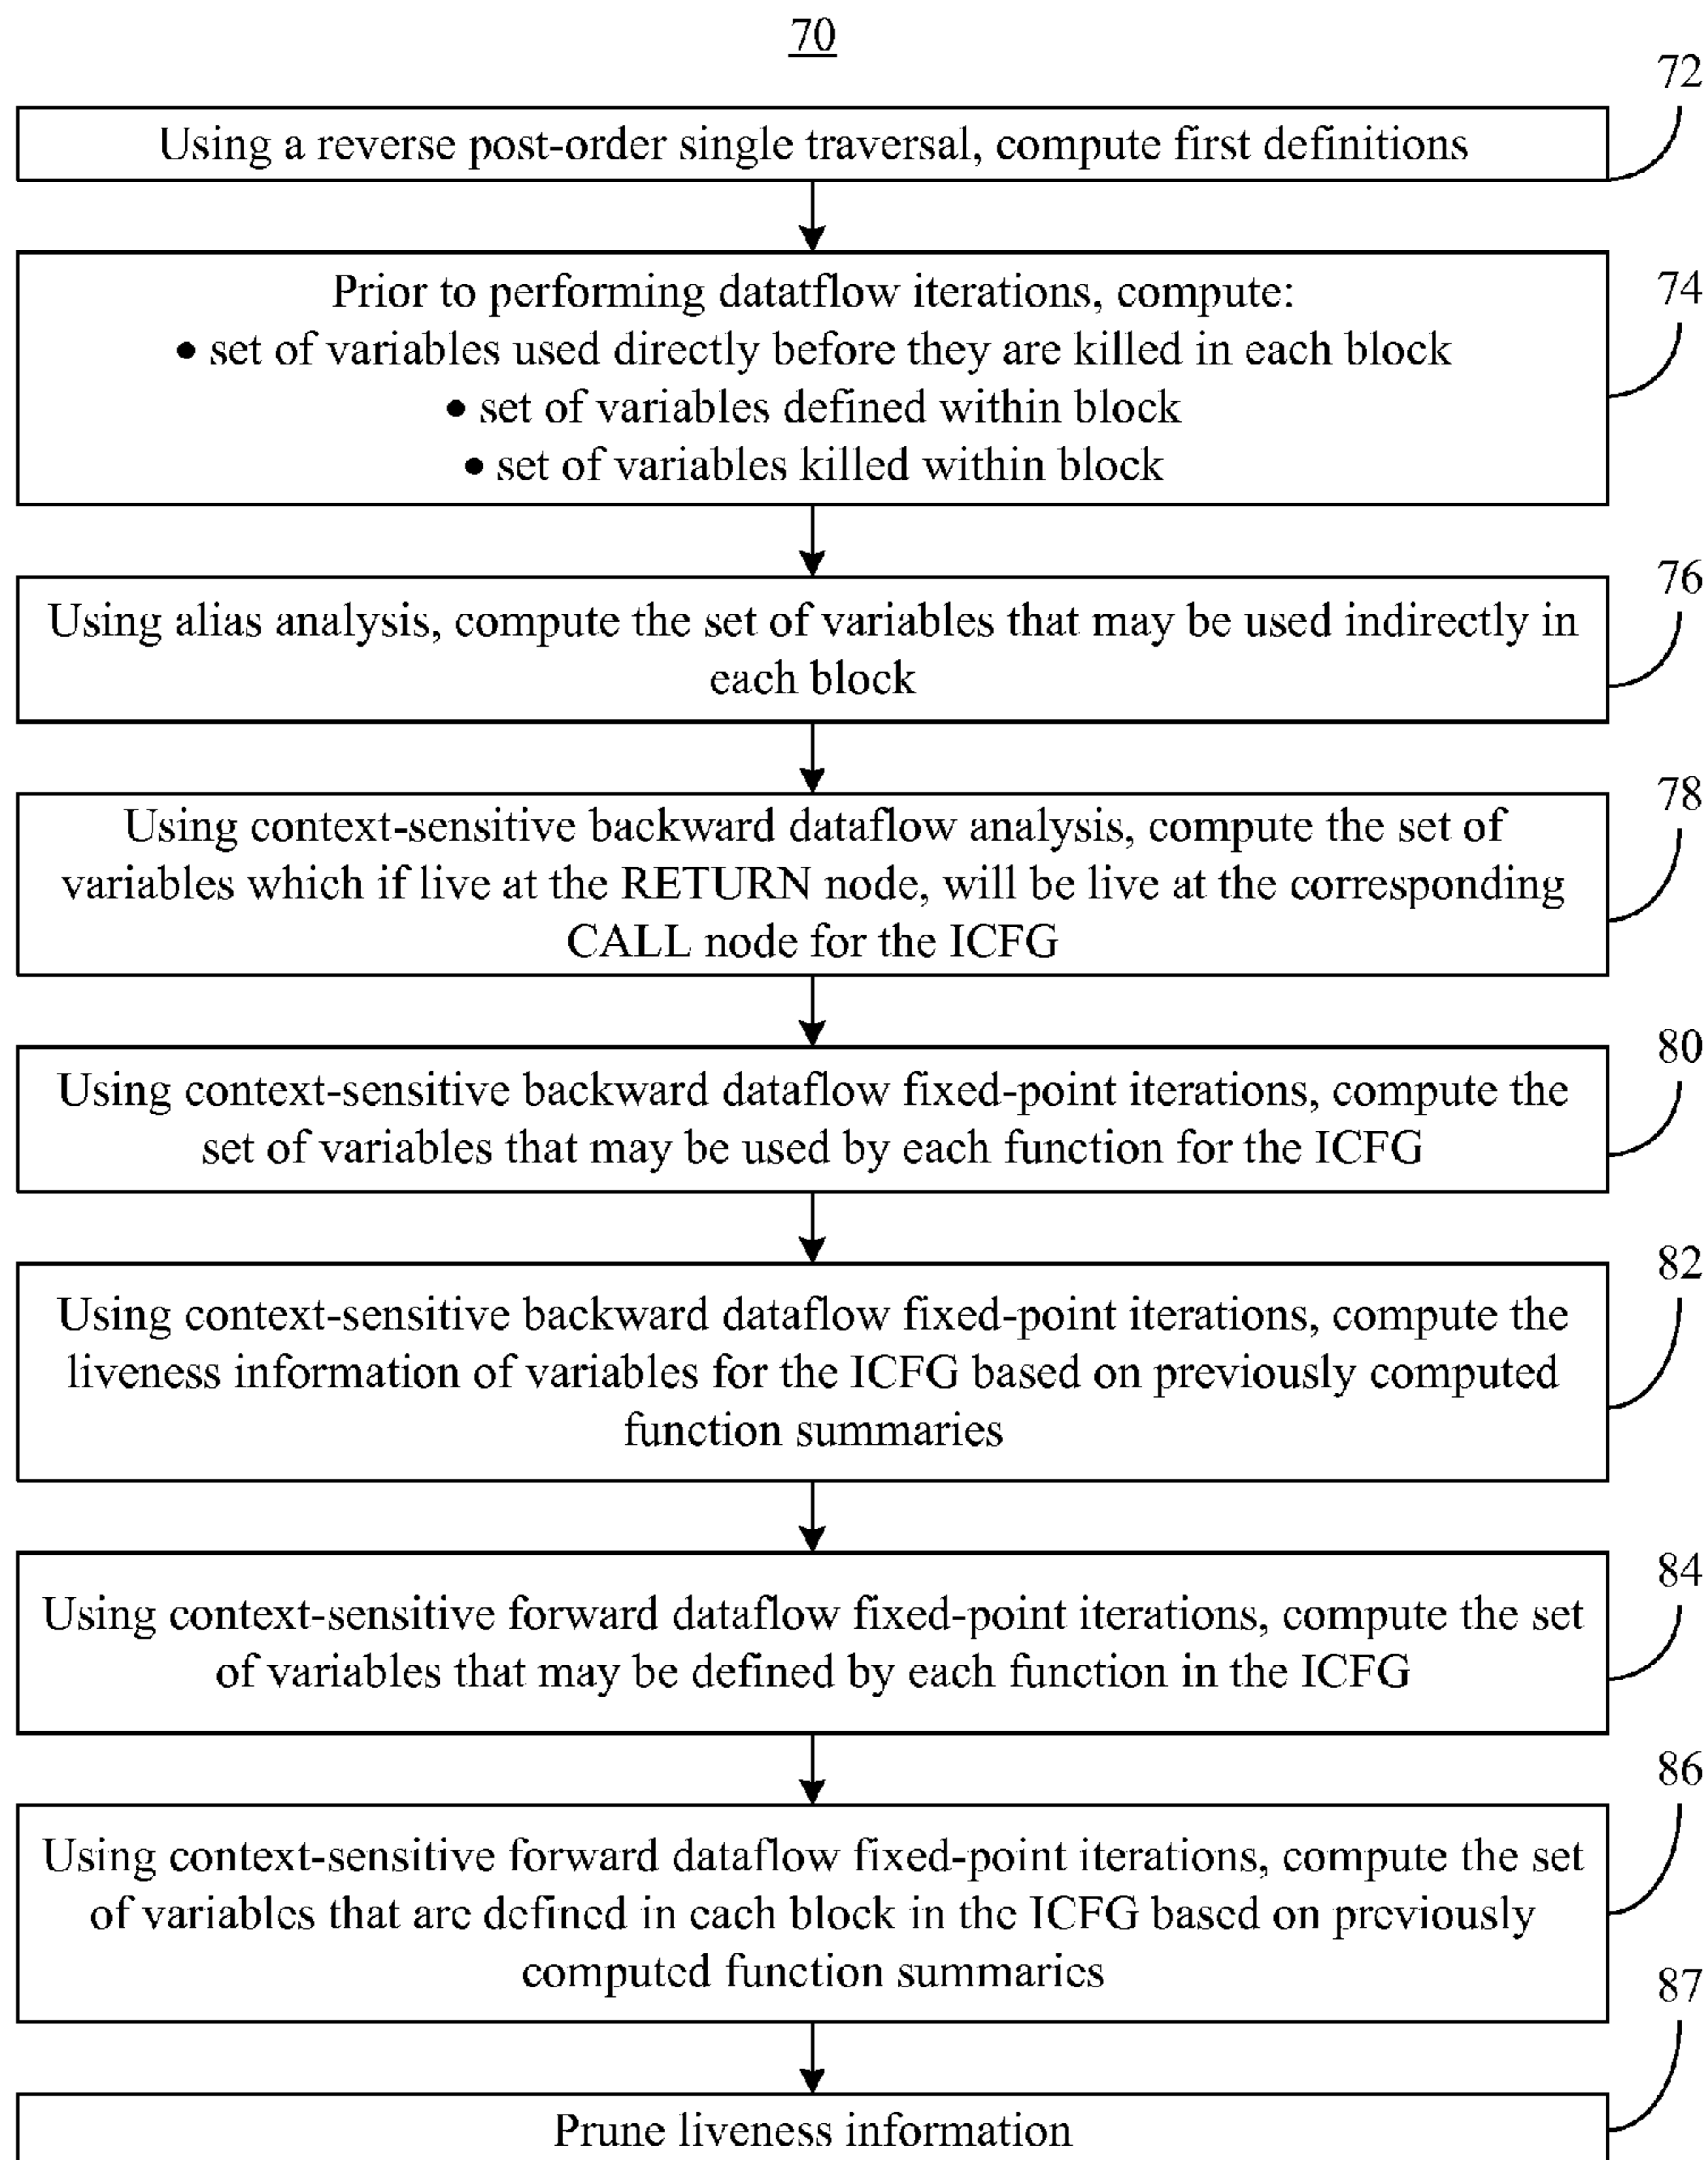 70
72
Using a reverse post-order single traversal, compute first definitions
74
Prior to performing datatflow iterations, compute:
• set of variables used directly before they are killed in each block
• set of variables defined within block
• set of variables killed within block
76
Using alias analysis, compute the set of variables that may be used indirectly in
each block
78
Using context-sensitive backward dataflow analysis, compute the set of
variables which if live at the RETURN node, will be live at the corresponding
CALL node for the ICFG
80
Using context-sensitive backward dataflow fixed-point iterations, compute the
set of variables that may be used by each function for the ICFG
82
Using context-sensitive backward dataflow fixed-point iterations, compute the
liveness information of variables for the ICFG based on previously computed
function summaries
84
Using context-sensitive forward dataflow fixed-point iterations, compute the set
of variables that may be defined by each function in the ICFG
86
Using context-sensitive forward dataflow fixed-point iterations, compute the set
of variables that are defined in each block in the ICFG based on previously
computed function summaries
87
Prune liveness information